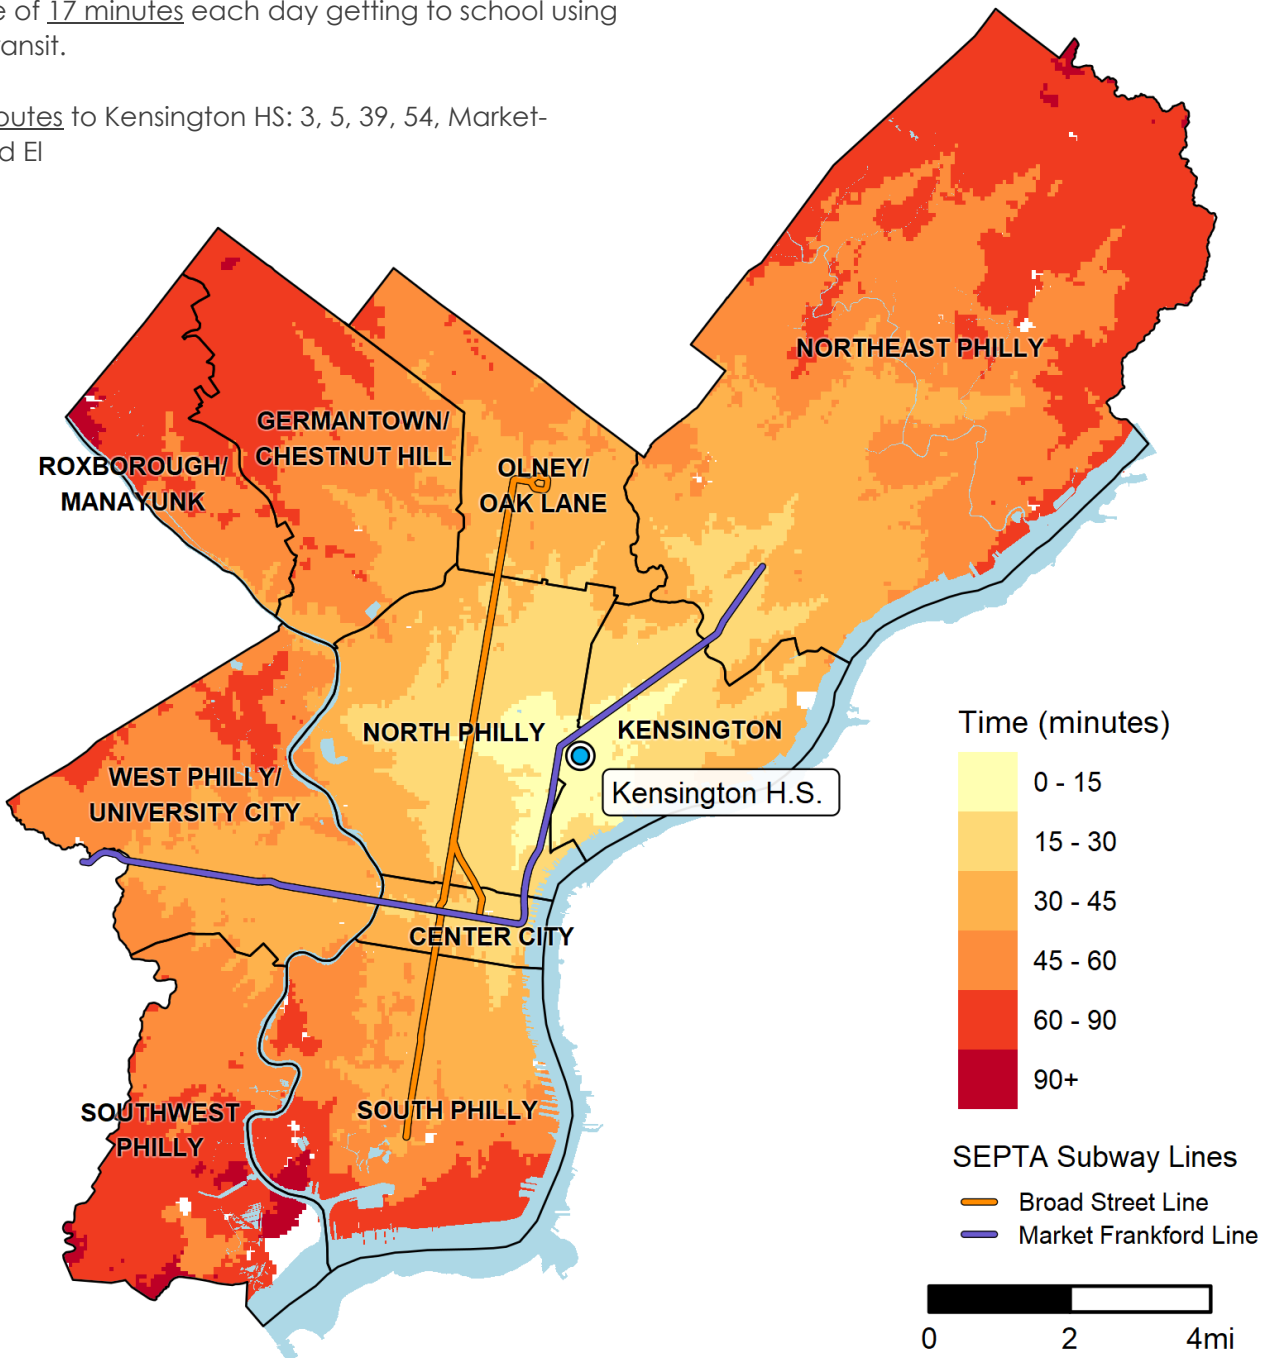 e of 17 minutes each day getting to school using
ransit.
outes to Kensington HS: 3, 5, 39, 54, Market-
d El
NORTHEAST PHILLY
GERMANTOWN/
CHESTNUT HILL
ROXBOROUGH/
MANAYUNK
OLNEY/
OAK LANE
NORTH PHILLY
KENSINGTON
Kensington H.S.
WEST PHILLY/
UNIVERSITY CITY
CENTER CITY
SOUTHWEST
PHILLY
SOUTH PHILLY
Time (minutes)
0 - 15
15 - 30
30 - 45
45 - 60
60 - 90
90+
SEPTA Subway Lines
Broad Street Line
Market Frankford Line
0 2 4mi